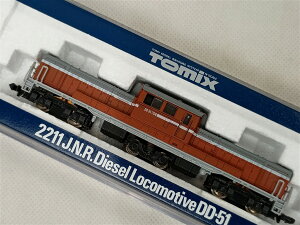 TOMIX
2211 J.N.R. Diesel Locomotive DD-51